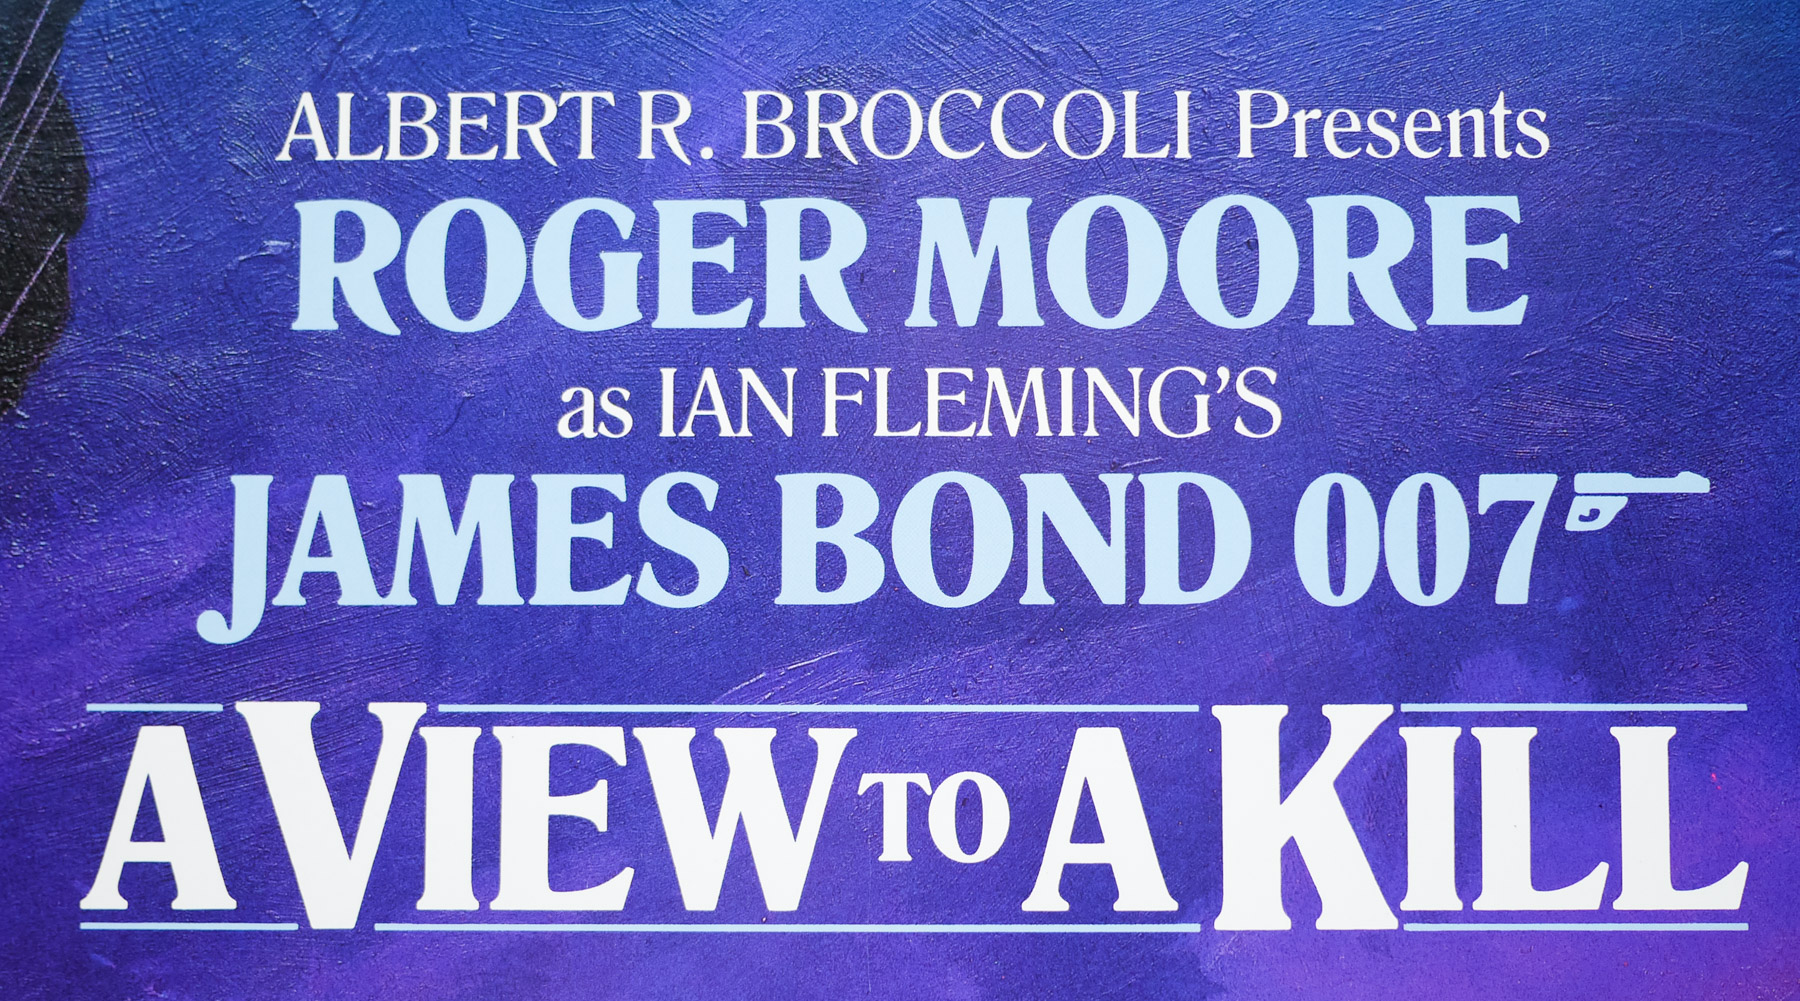 ALBERT R. BROCCOLI Presents
ROGER MOORE
as IAN FLEMING'S
JAMES BOND 007
A VIEW TO A KILL